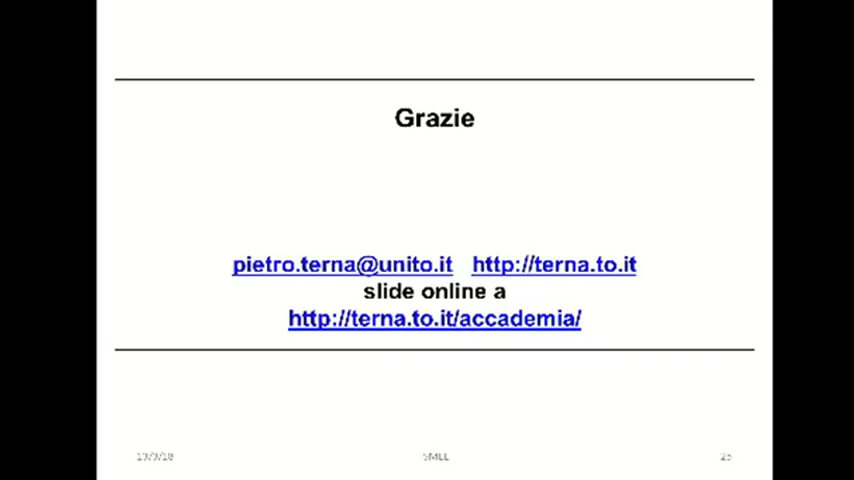 Grazie
pietro.terna@unito.it http://terna.to.it
slide online a
http://terna.to.it/accademia/